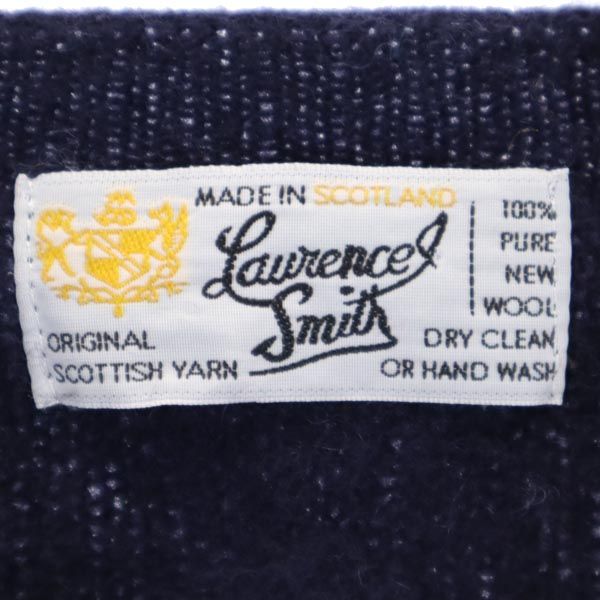 MADE IN SCOTLAND
Laurence J
Smith
100%
PURE
NEW
WOOL
ORIGINAL
SCOTTISH YARN
DRY CLEAN
OR HAND WASH